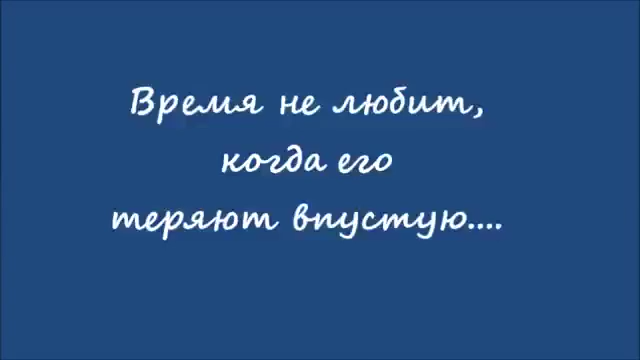 Время не любит,
когда его
теряют впустую....